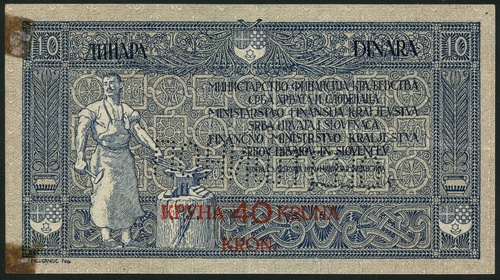 10 ДИНАРА DINARA 10
МИНИСТАРСТВО ФИНАНСИЈА КРАЉЕВСТВА
СРБА ХРВАТА И СЛОВЕНАЦА
MINISTARSTVO FINANSIJA KRALJEVSTVA
SRBA HRVATA I SLOVENACA
FINANČNO MINISTRSTVO KRALJESTVA
SRBOV, HRVATOV IN SLOVENCEV
КРУНА 40 KRUNA
KRON